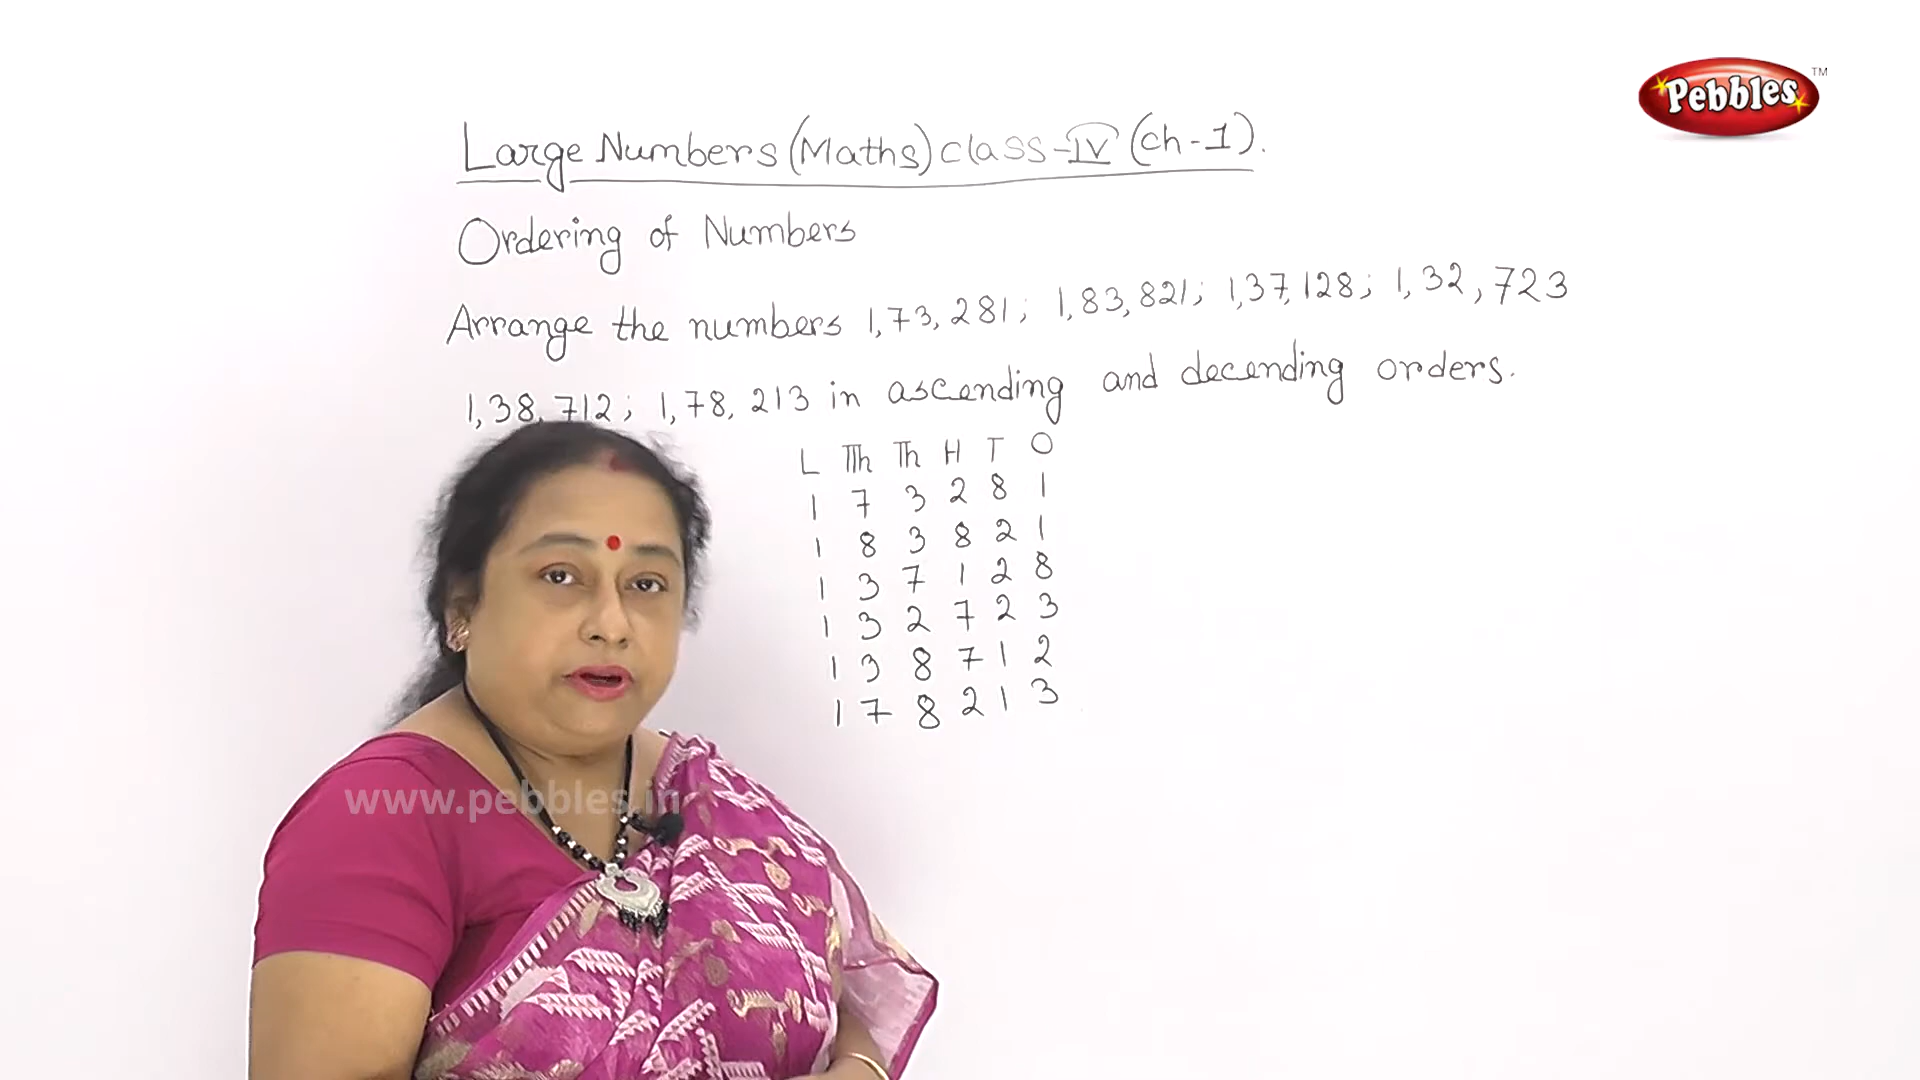 Pebbles TM
Large Numbers (Maths) class-IV (Ch-1).
Ordering of Numbers
Arrange the numbers 1,73,281; 1,83,821; 1,37,128; 1,32,723
1,38,712; 1,78,213 in ascending and decending orders.
L Tth Th H T O
1 7 3 2 8 1
1 8 3 8 2 1
1 3 7 1 2 8
1 3 2 7 2 3
1 3 8 7 1 2
1 7 8 2 1 3
www.pebbles.in